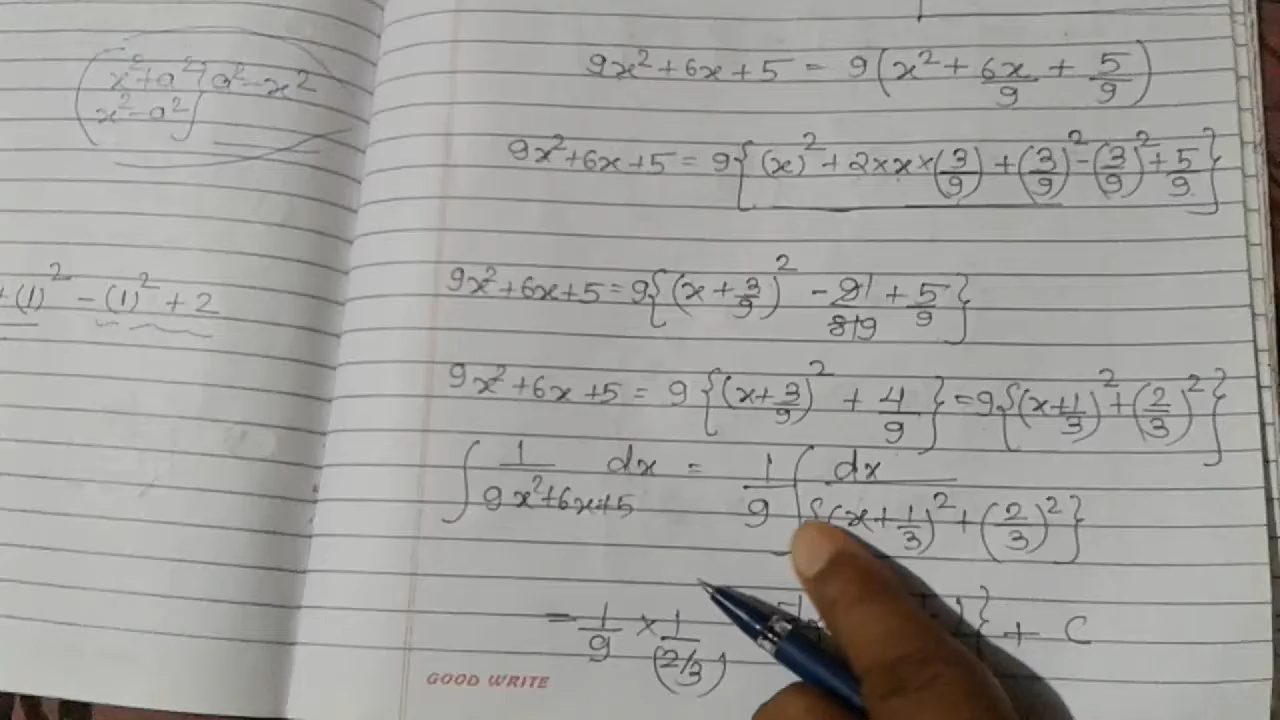 x²+a², a²-x²
x²-a²
+(1)² -(1)² + 2
9x²+6x+5 = 9(x² + 6x/9 + 5/9)
9x²+6x+5 = 9{(x)² + 2×x×(3/9) + (3/9)² - (3/9)² + 5/9}
9x²+6x+5 = 9{(x+3/9)² - 9 1/81 9 + 5/9}
9x²+6x+5 = 9{(x+3/9)² + 4/9} = 9{(x+1/3)² + (2/3)²}
∫ 1/9x²+6x+5 dx = 1/9 ∫ dx/{(x+1/3)² + (2/3)²}
= 1/9 × 1/(2/3) } + C
GOOD WRITE